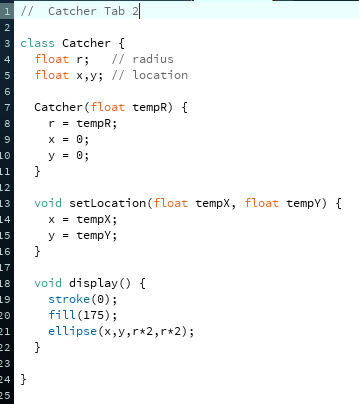 1 //  Catcher Tab 2
2
3 class Catcher {
4   float r;   // radius
5   float x,y; // location
6
7   Catcher(float tempR) {
8     r = tempR;
9     x = 0;
10     y = 0;
11   }
12
13   void setLocation(float tempX, float tempY) {
14     x = tempX;
15     y = tempY;
16   }
17
18   void display() {
19     stroke(0);
20     fill(175);
21     ellipse(x,y,r*2,r*2);
22   }
23
24 }
25